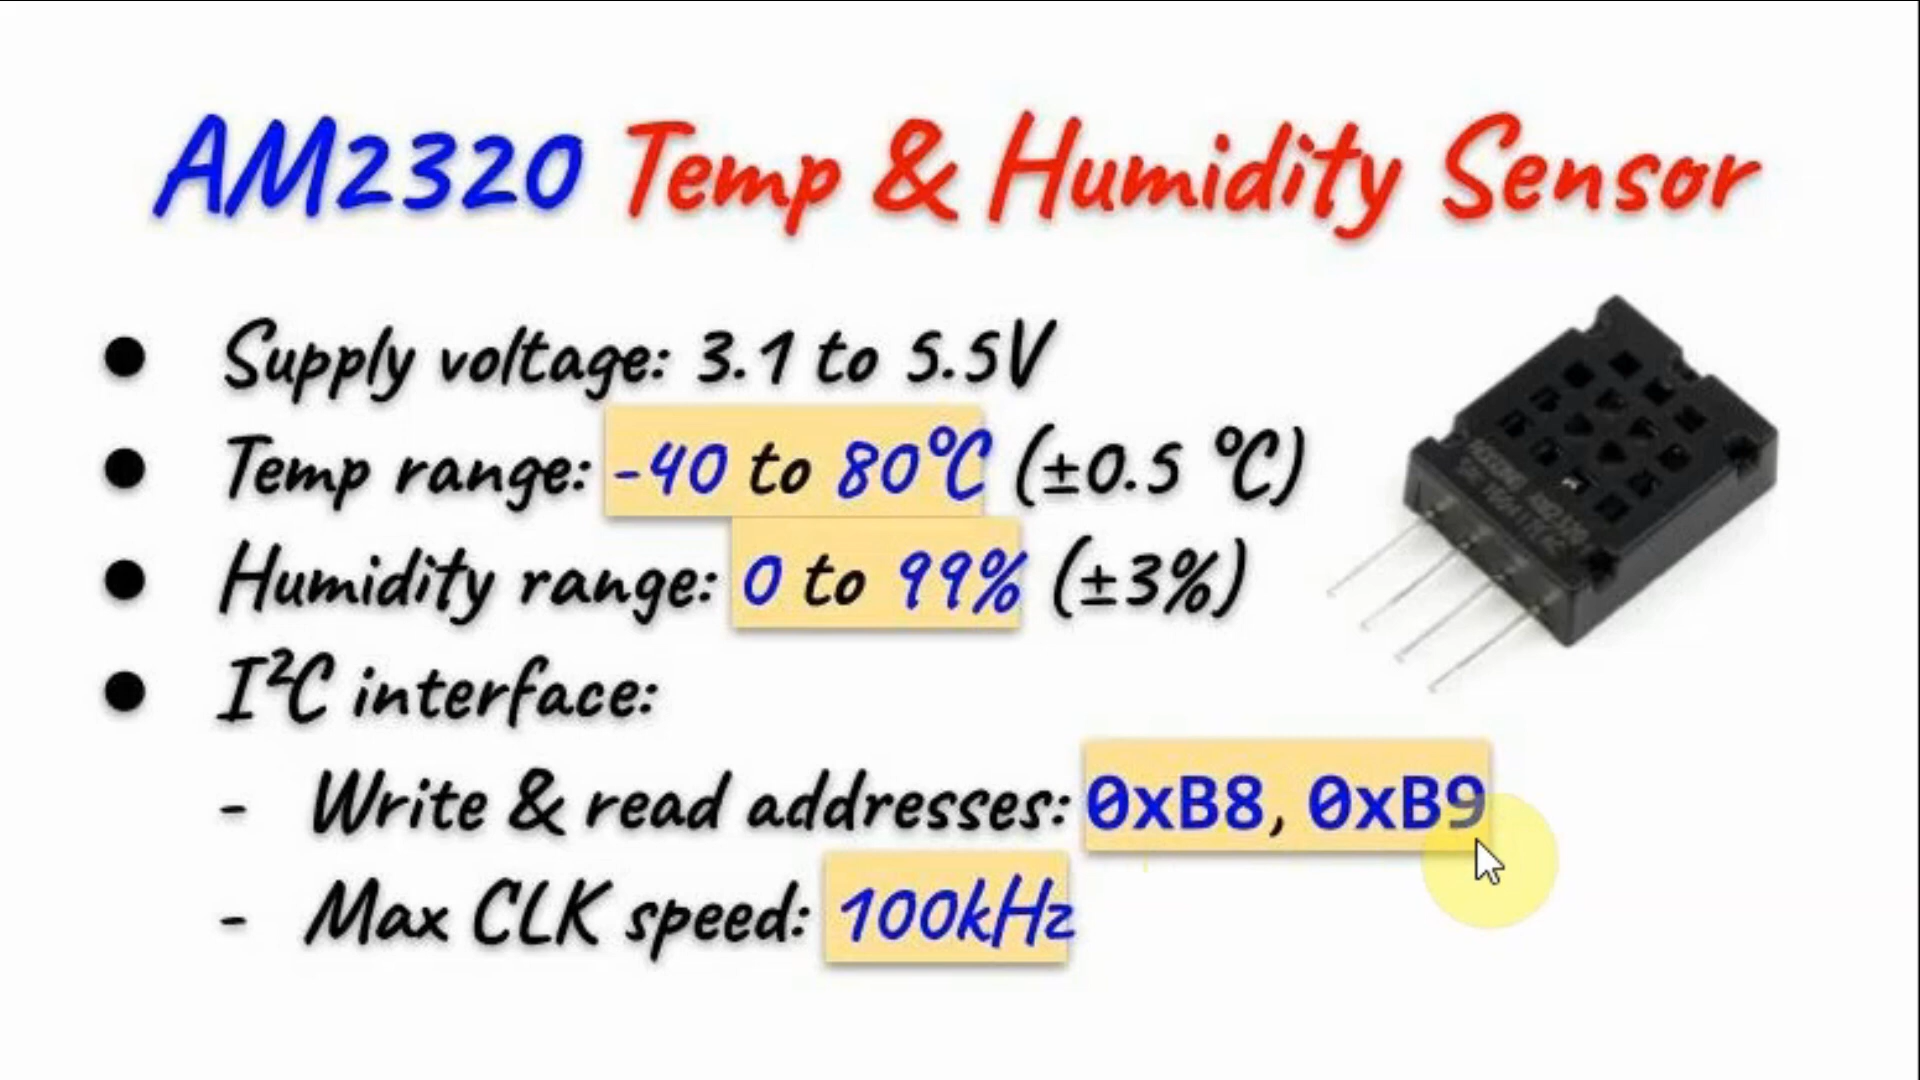 AM2320 Temp & Humidity Sensor
● Supply voltage: 3.1 to 5.5V
● Temp range: -40 to 80°C (±0.5 °C)
● Humidity range: 0 to 99% (±3%)
● I²C interface:
- Write & read addresses: 0xB8, 0xB9
- Max CLK speed: 100kHz
AM2320